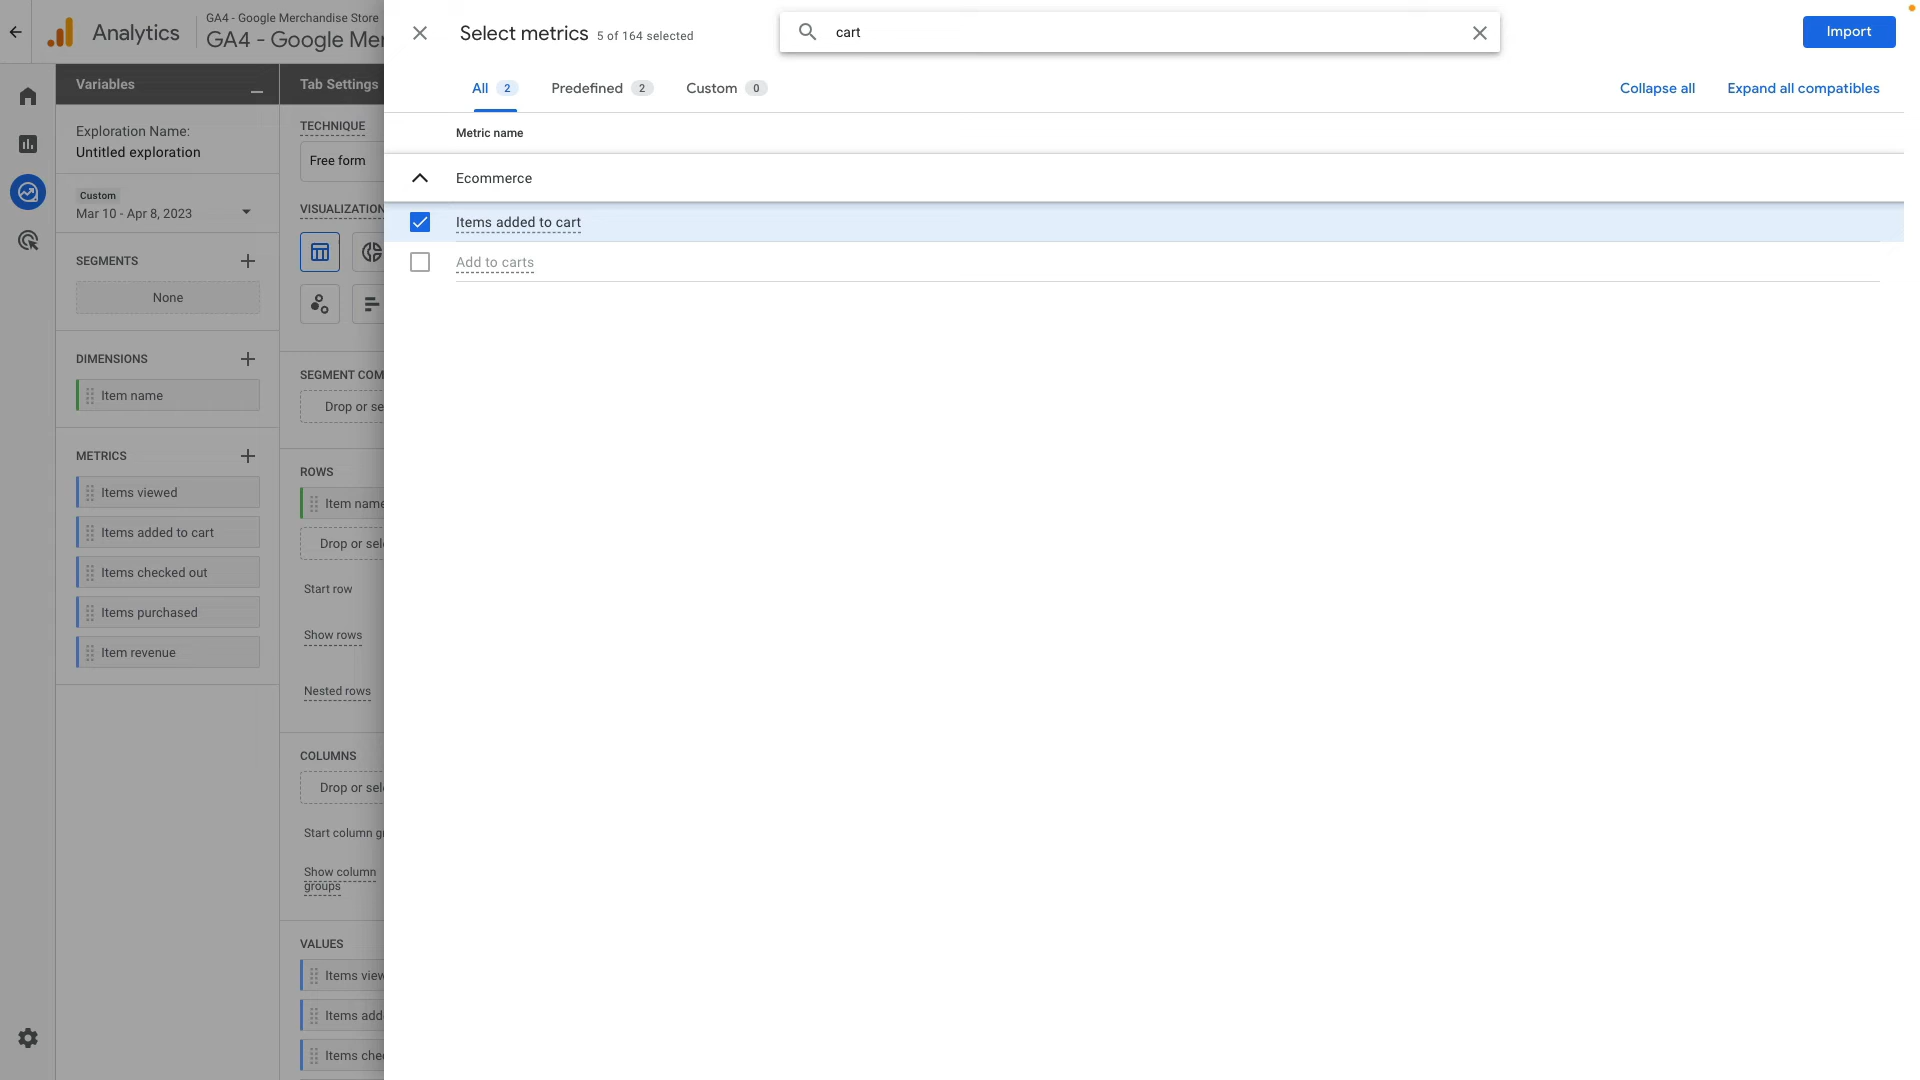 Analytics
GA4 - Google Merchandise Store
GA4 - Google Mer
Variables
Exploration Name:
Untitled exploration
Custom
Mar 10 - Apr 8, 2023
SEGMENTS
None
DIMENSIONS
Item name
METRICS
Items viewed
Items added to cart
Items checked out
Items purchased
Item revenue
Tab Settings
TECHNIQUE
Free form
VISUALIZATION
SEGMENT COM
Drop or se
ROWS
Item name
Drop or sele
Start row
Show rows
Nested rows
COLUMNS
Drop or sele
Start column gr
Show column
groups
VALUES
Items view
Items add
Items chec
Select metrics 5 of 164 selected
cart
Import
All 2
Predefined 2
Custom 0
Collapse all
Expand all compatibles
Metric name
Ecommerce
Items added to cart
Add to carts